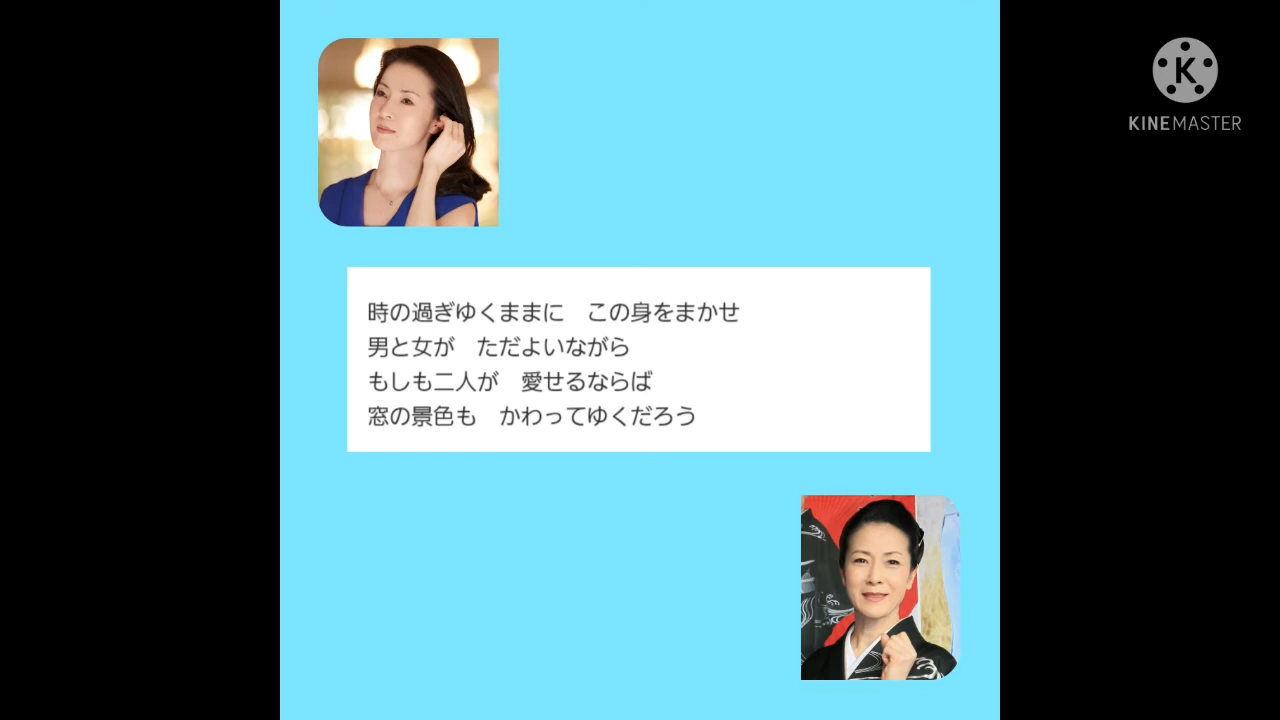 K
KINEMASTER
時の過ぎゆくままに　この身をまかせ
男と女が　ただよいながら
もしも二人が　愛せるならば
窓の景色も　かわってゆくだろう